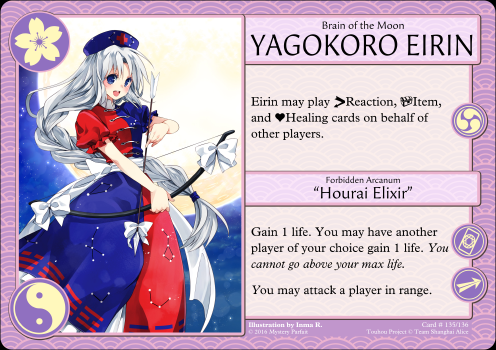 Brain of the Moon
YAGOKORO EIRIN
Eirin may play Reaction, Item,
and Healing cards on behalf of
other players.
Forbidden Arcanum
“Hourai Elixir”
Gain 1 life. You may have another
player of your choice gain 1 life. You
cannot go above your max life.
You may attack a player in range.
Illustration by Inma R.
© 2016 Mystery Parfait
Card # 135/136
Touhou Project © Team Shanghai Alice